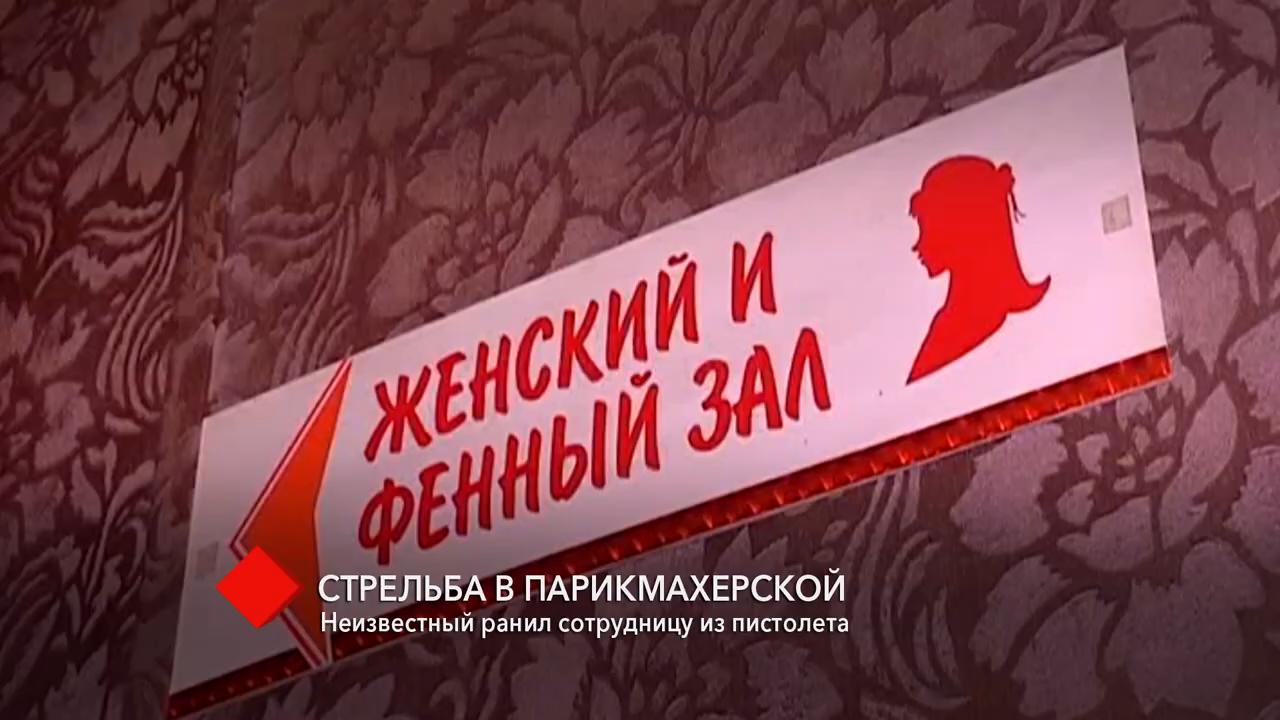 ЖЕНСКИЙ И
ФЕННЫЙ ЗАЛ
СТРЕЛЬБА В ПАРИКМАХЕРСКОЙ
Неизвестный ранил сотрудницу из пистолета